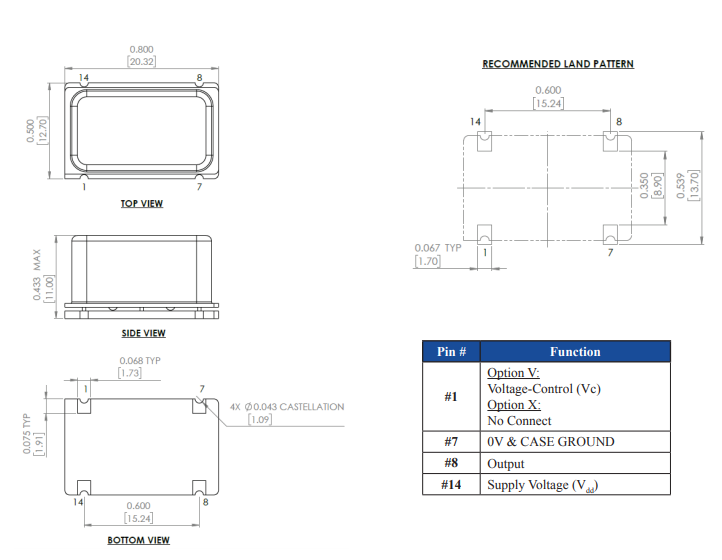 0.800
[20.32]
14 8
0.500
[12.70]
1 7
TOP VIEW
0.433 MAX
[11.00]
SIDE VIEW
0.068 TYP
[1.73]
1 7
4X Ø0.043 CASTELLATION
[1.09]
0.075 TYP
[1.91]
14 8
0.600
[15.24]
BOTTOM VIEW
RECOMMENDED LAND PATTERN
0.600
[15.24]
14 8
0.350
[8.90]
0.539
[13.70]
0.067 TYP
[1.70]
1 7
Pin # Function
#1
Option V:
Voltage-Control (Vc)
Option X:
No Connect
#7 0V & CASE GROUND
#8 Output
#14 Supply Voltage (Vdd)